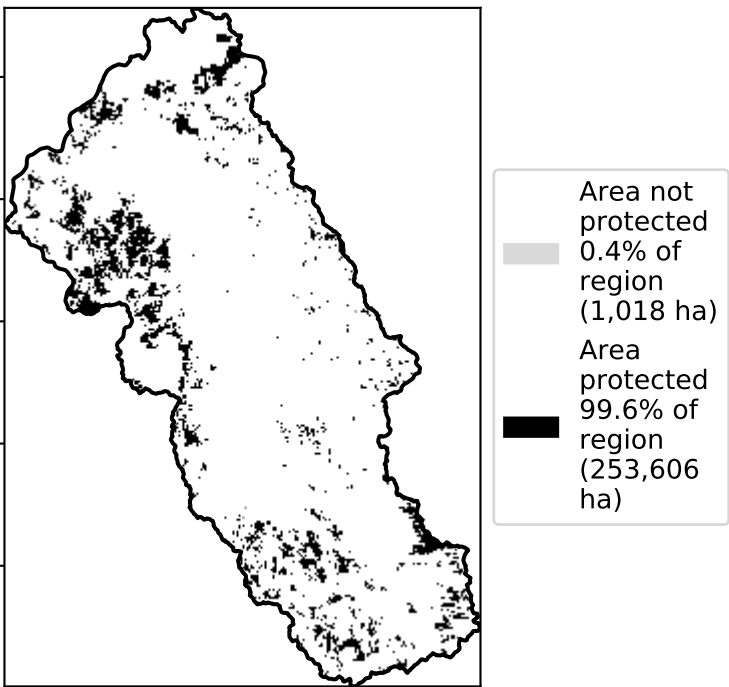 Area not
protected
0.4% of
region
(1,018 ha)
Area
protected
99.6% of
region
(253,606
ha)